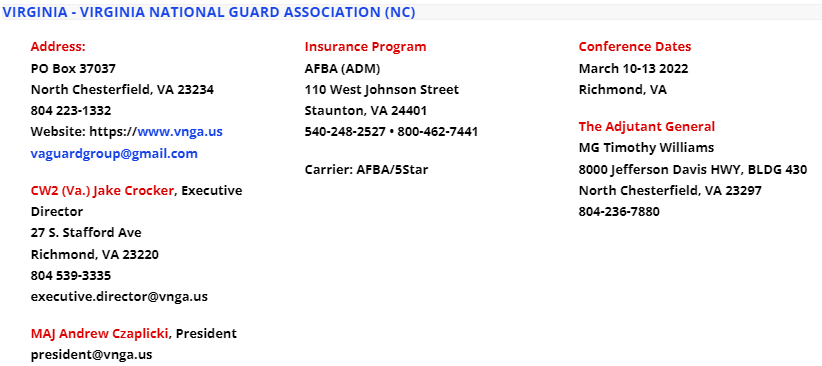 VIRGINIA - VIRGINIA NATIONAL GUARD ASSOCIATION (NC)
Address:
PO Box 37037
North Chesterfield, VA 23234
804 223-1332
Website: https://www.vnga.us
vaguardgroup@gmail.com
CW2 (Va.) Jake Crocker, Executive
Director
27 S. Stafford Ave
Richmond, VA 23220
804 539-3335
executive.director@vnga.us
MAJ Andrew Czaplicki, President
president@vnga.us
Insurance Program
AFBA (ADM)
110 West Johnson Street
Staunton, VA 24401
540-248-2527 • 800-462-7441
Carrier: AFBA/5Star
Conference Dates
March 10-13 2022
Richmond, VA
The Adjutant General
MG Timothy Williams
8000 Jefferson Davis HWY, BLDG 430
North Chesterfield, VA 23297
804-236-7880